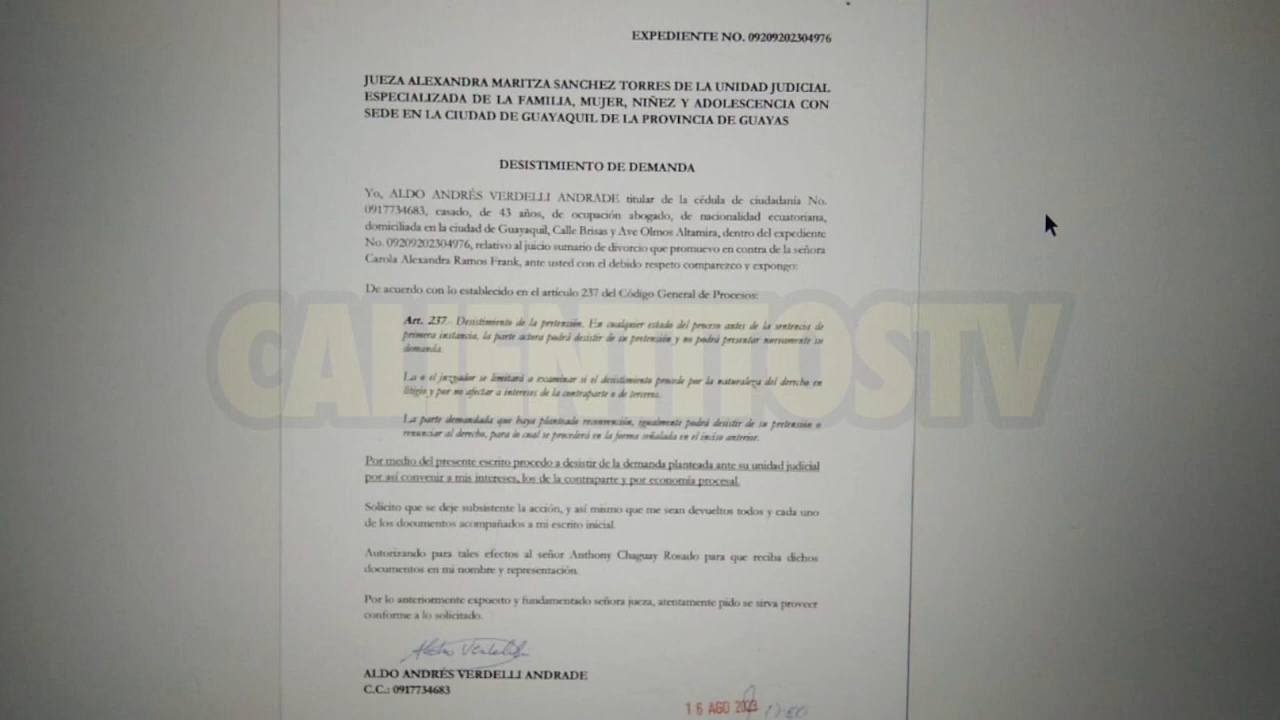 EXPEDIENTE NO. 09209202304976
JUEZA ALEXANDRA MARITZA SANCHEZ TORRES DE LA UNIDAD JUDICIAL
ESPECIALIZADA DE LA FAMILIA, MUJER, NIÑEZ Y ADOLESCENCIA CON
SEDE EN LA CIUDAD DE GUAYAQUIL DE LA PROVINCIA DE GUAYAS
DESISTIMIENTO DE DEMANDA
Yo, ALDO ANDRÉS VERDELLI ANDRADE titular de la cédula de ciudadanía No.
0917734683, casado, de 43 años, de ocupación abogado, de nacionalidad ecuatoriana,
domiciliada en la ciudad de Guayaquil, Calle Brisas y Ave Olmos Altamira, dentro del expediente
No. 09209202304976, relativo al juicio sumario de divorcio que promuevo en contra de la señora
Carola Alexandra Ramos Frank, ante usted con el debido respeto comparezco y expongo:
De acuerdo con lo establecido en el artículo 237 del Código General de Procesos:
Art. 237.- Desistimiento de la pretensión. En cualquier estado del proceso antes de la sentencia de
primera instancia, la parte actora podrá desistir de su pretensión y no podrá presentar nuevamente su
demanda.
La o el juzgador se limitará a examinar si el desistimiento procede por la naturaleza del derecho en
litigio y por no afectar a intereses de la contraparte o de terceros.
La parte demandada que haya planteado reconvención, igualmente podrá desistir de su pretensión o
renunciar al derecho, para lo cual se procederá en la forma señalada en el inciso anterior.
Por medio del presente escrito procedo a desistir de la demanda planteada ante su unidad judicial
por así convenir a mis intereses, los de la contraparte y por economía procesal.
Solicito que se deje subsistente la acción, y así mismo que me sean devueltos todos y cada uno
de los documentos acompañados a mi escrito inicial.
Autorizando para tales efectos al señor Anthony Chaguay Rosado para que reciba dichos
documentos en mi nombre y representación.
Por lo anteriormente expuesto y fundamentado señora jueza, atentamente pido se sirva proveer
conforme a lo solicitado.
Aldo Verdelli
ALDO ANDRÉS VERDELLI ANDRADE
C.C.: 0917734683
16 AGO 2023
CALIENTITOSTV